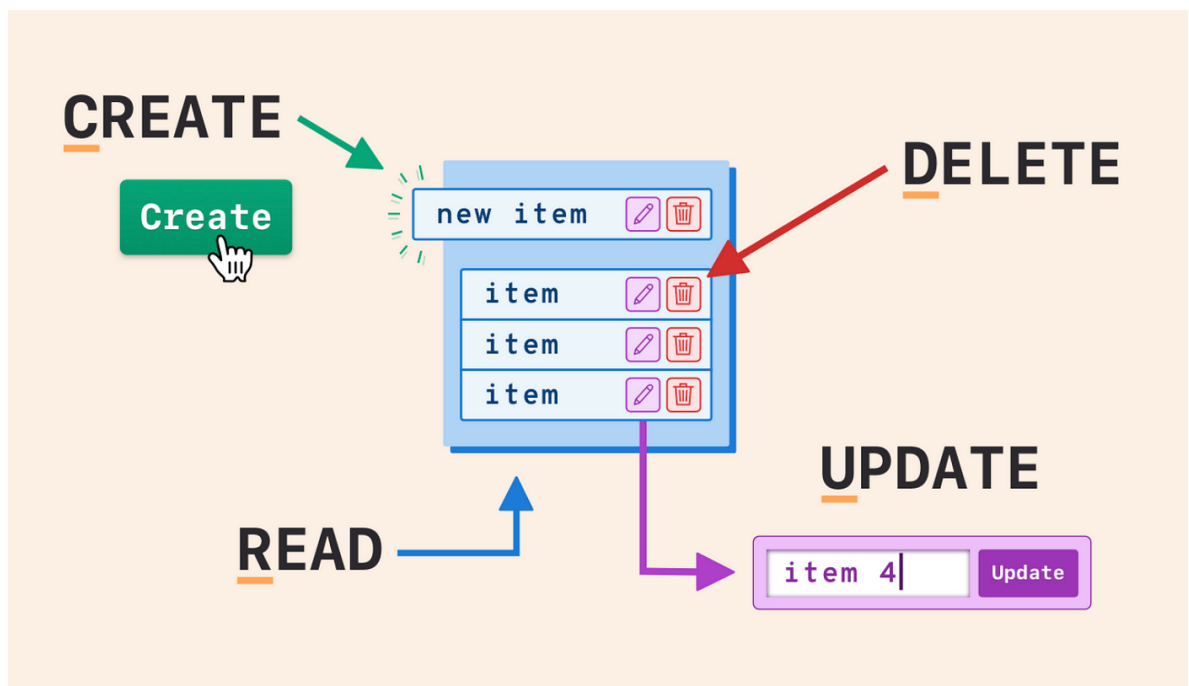 CREATE
Create
DELETE
new item
item
item
item
UPDATE
READ
item 4
Update